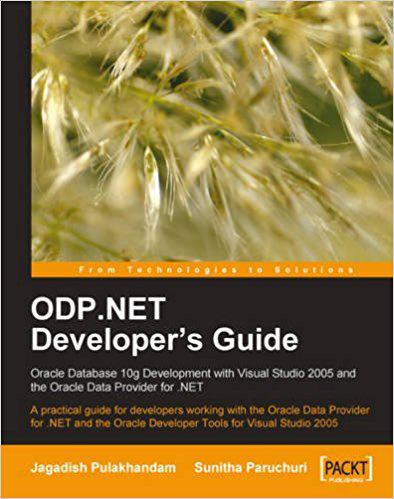 From Technologies to Solutions
ODP.NET
Developer's Guide
Oracle Database 10g Development with Visual Studio 2005 and
the Oracle Data Provider for .NET
A practical guide for developers working with the Oracle Data Provider
for .NET and the Oracle Developer Tools for Visual Studio 2005
Jagadish Pulakhandam Sunitha Paruchuri
PACKT
PUBLISHING